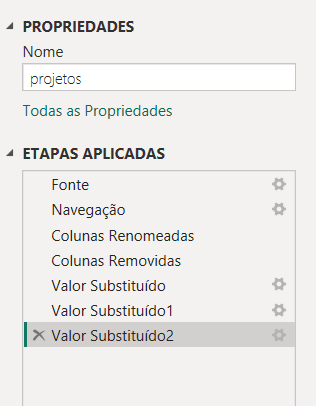 PROPRIEDADES
Nome
projetos
Todas as Propriedades
ETAPAS APLICADAS
Fonte
Navegação
Colunas Renomeadas
Colunas Removidas
Valor Substituído
Valor Substituído1
Valor Substituído2